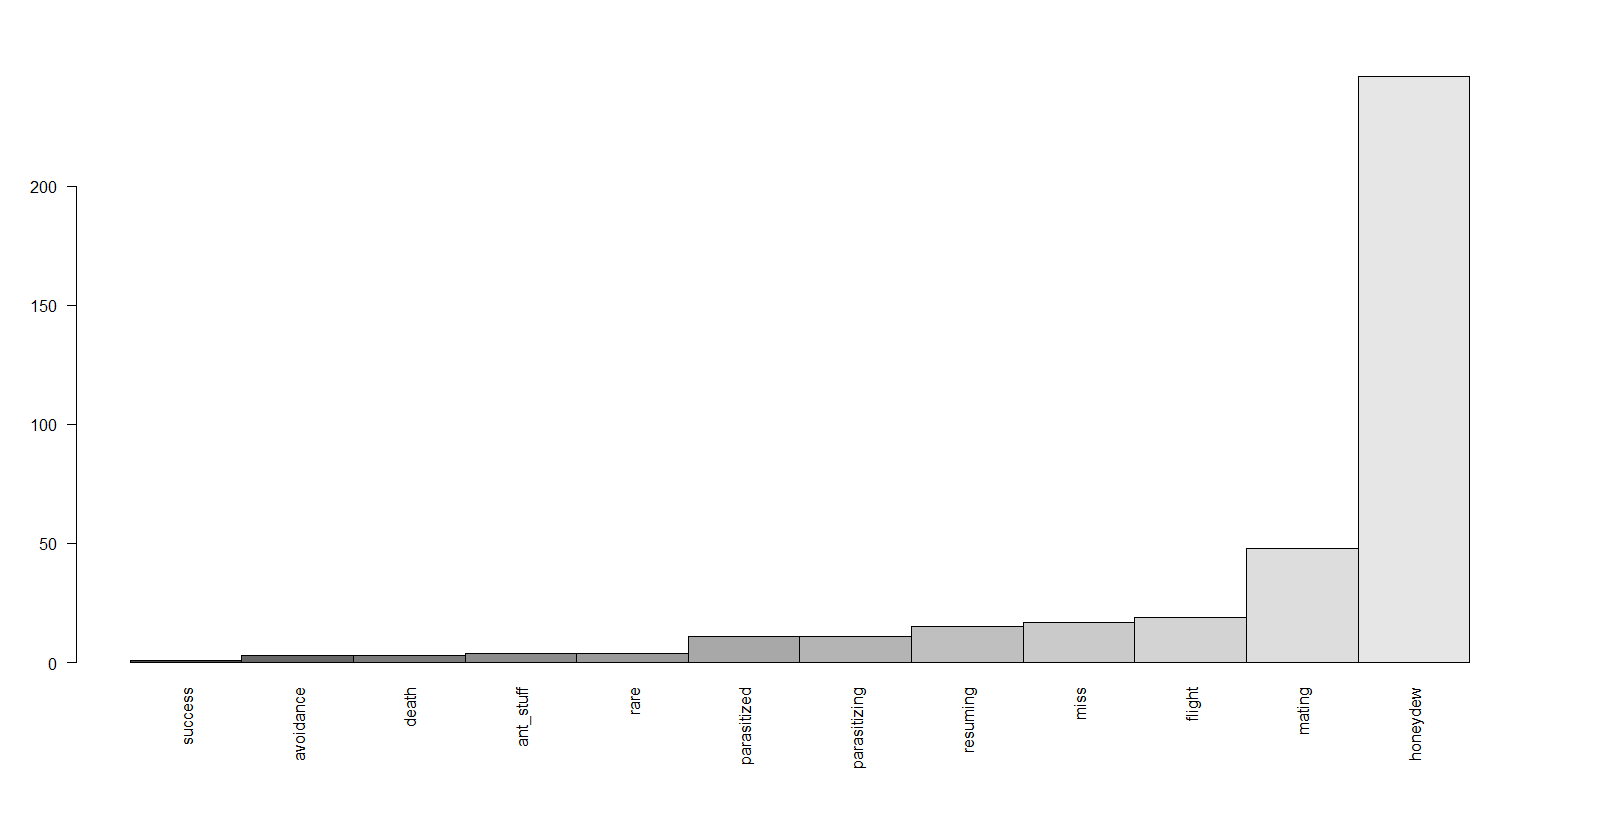 200
150
100
50
0
success
avoidance
death
ant_stuff
rare
parasitized
parasitizing
resuming
miss
flight
mating
honeydew